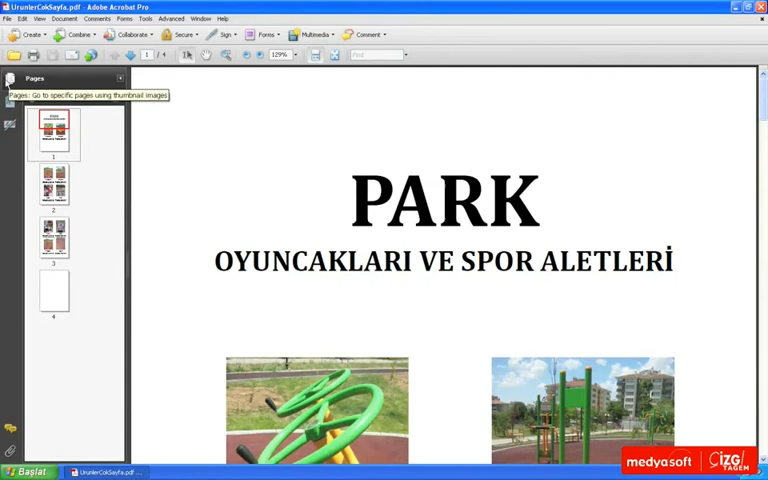 UrunlerCokSayfa.pdf - Adobe Acrobat Pro
File Edit View Document Comments Forms Tools Advanced Window Help
Create Combine Collaborate Secure Sign Forms Multimedia Comment
1 / 4 129% Find
Pages
Pages: Go to specific pages using thumbnail images
1
2
3
4
PARK
OYUNCAKLARI VE SPOR ALETLERİ
medyasoft ÇİZGİ TAGEM
Başlat UrunlerCokSayfa.pdf ...